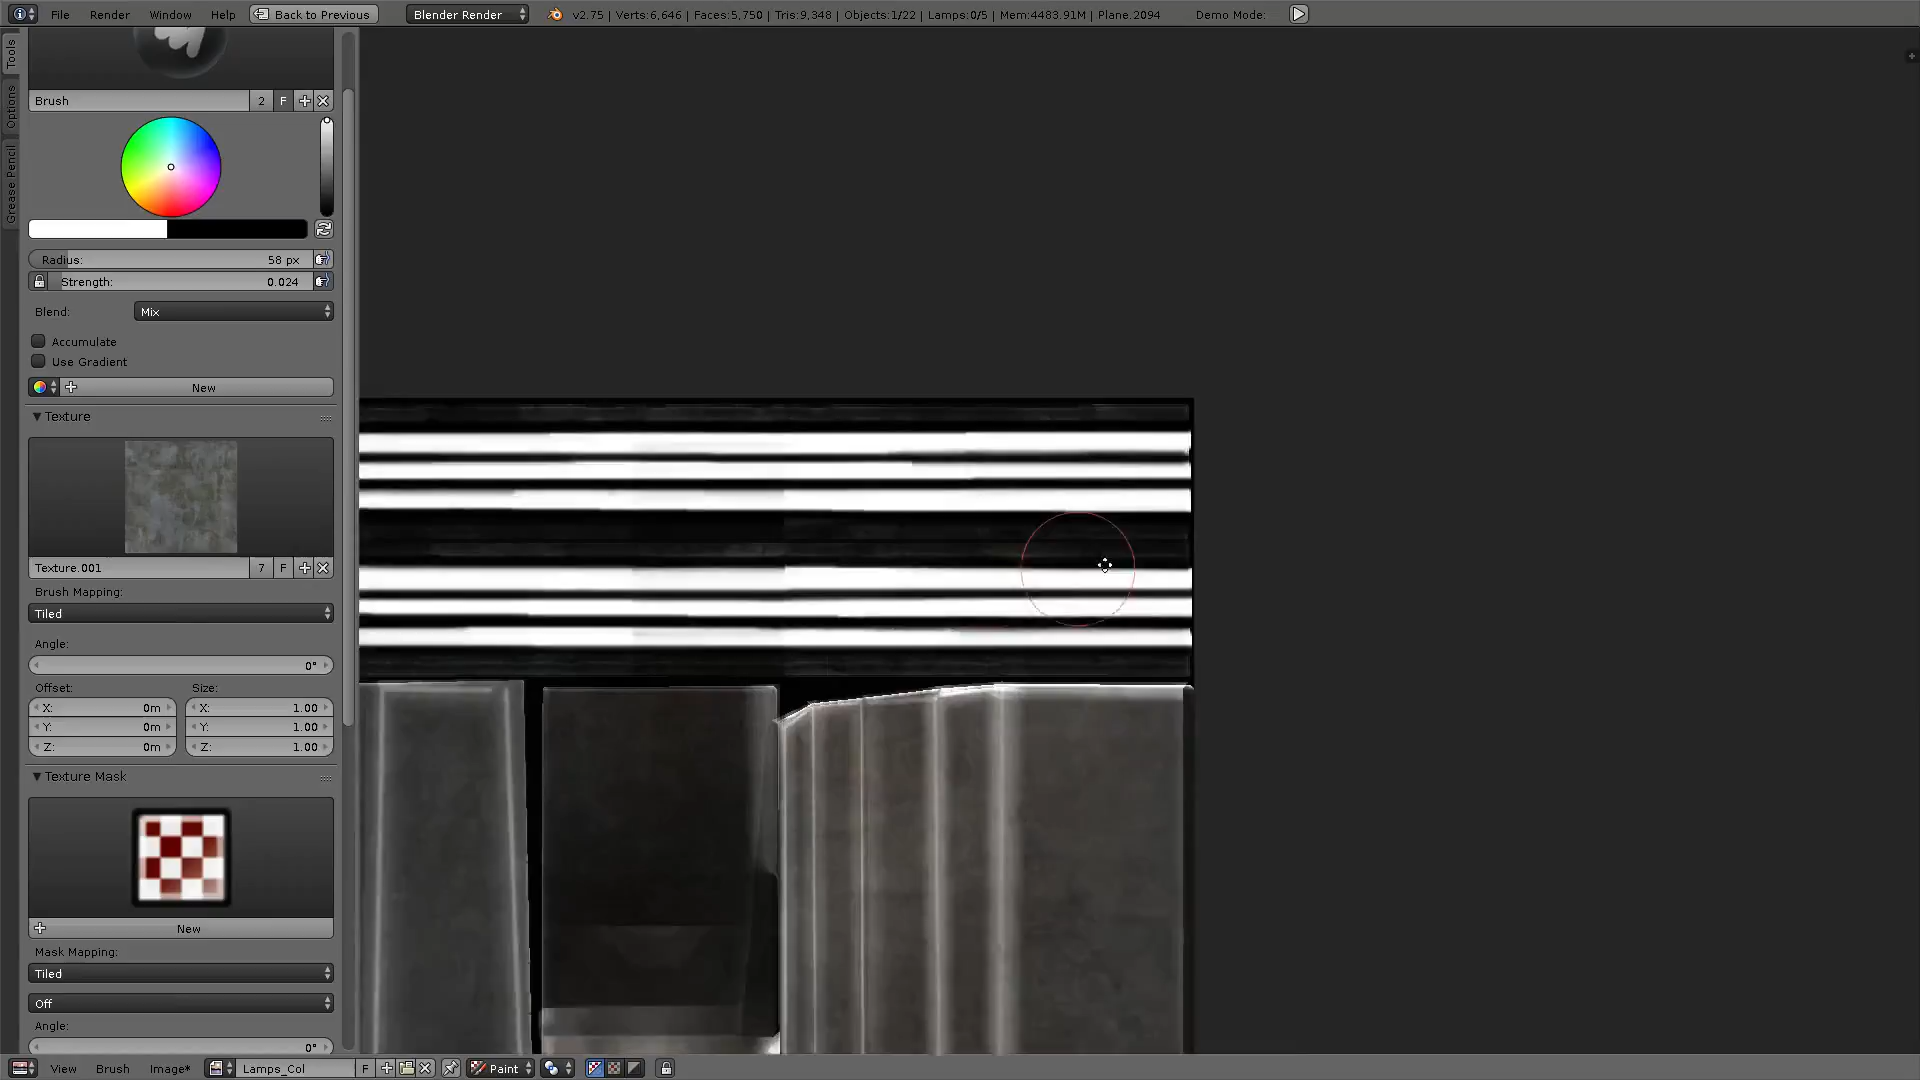 File Render Window Help Back to Previous Blender Render v2.75 | Verts:6,646 | Faces:5,750 | Tris:9,348 | Objects:1/22 | Lamps:0/5 | Mem:4483.91M | Plane.2094 Demo Mode:
Tools
Options
Grease Pencil
Brush 2 F
Radius: 58 px
Strength: 0.024
Blend: Mix
Accumulate
Use Gradient
New
Texture
Texture.001 7 F
Brush Mapping:
Tiled
Angle:
0°
Offset: Size:
X: 0m X: 1.00
Y: 0m Y: 1.00
Z: 0m Z: 1.00
Texture Mask
New
Mask Mapping:
Tiled
Off
Angle:
0°
View Brush Image* Lamps_Col F Paint